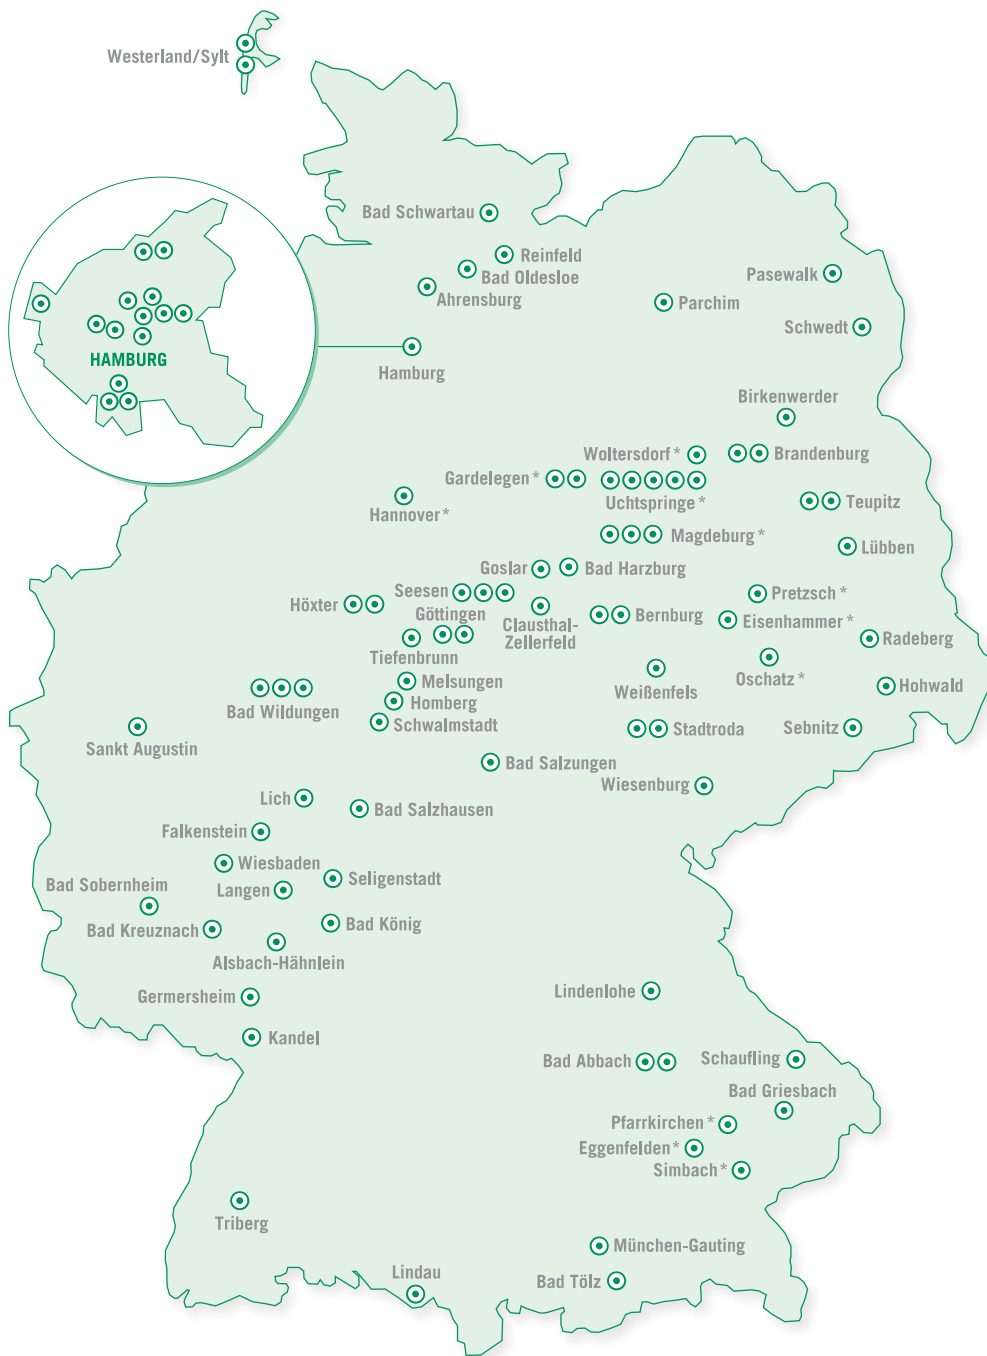 Westerland/Sylt
Bad Schwartau
Reinfeld
Bad Oldesloe
Ahrensburg
Pasewalk
Parchim
Schwedt
HAMBURG
Hamburg
Birkenwerder
Woltersdorf *
Brandenburg
Gardelegen *
Uchtspringe *
Teupitz
Hannover *
Magdeburg *
Lübben
Goslar
Bad Harzburg
Seesen
Pretzsch *
Höxter
Göttingen
Clausthal-
Zellerfeld
Bernburg
Eisenhammer *
Radeberg
Tiefenbrunn
Oschatz *
Melsungen
Weißenfels
Hohwald
Bad Wildungen
Homberg
Schwalmstadt
Stadtroda
Sebnitz
Sankt Augustin
Bad Salzungen
Wiesenburg
Lich
Bad Salzhausen
Falkenstein
Wiesbaden
Seligenstadt
Bad Sobernheim
Langen
Bad König
Bad Kreuznach
Alsbach-Hähnlein
Lindenlohe
Germersheim
Kandel
Bad Abbach
Schaufling
Bad Griesbach
Pfarrkirchen *
Eggenfelden *
Simbach *
Triberg
München-Gauting
Lindau
Bad Tölz